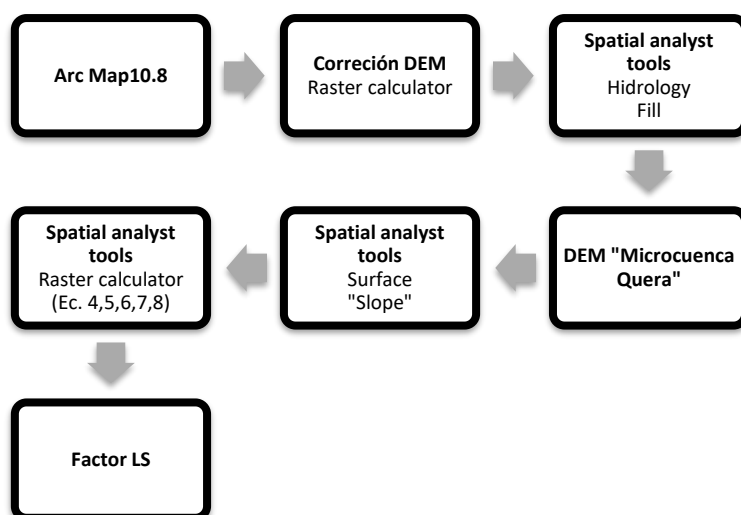 Arc Map10.8
Correción DEM
Raster calculator
Spatial analyst
tools
Hidrology
Fill
DEM "Microcuenca
Quera"
Spatial analyst
tools
Surface
"Slope"
Spatial analyst
tools
Raster calculator
(Ec. 4,5,6,7,8)
Factor LS